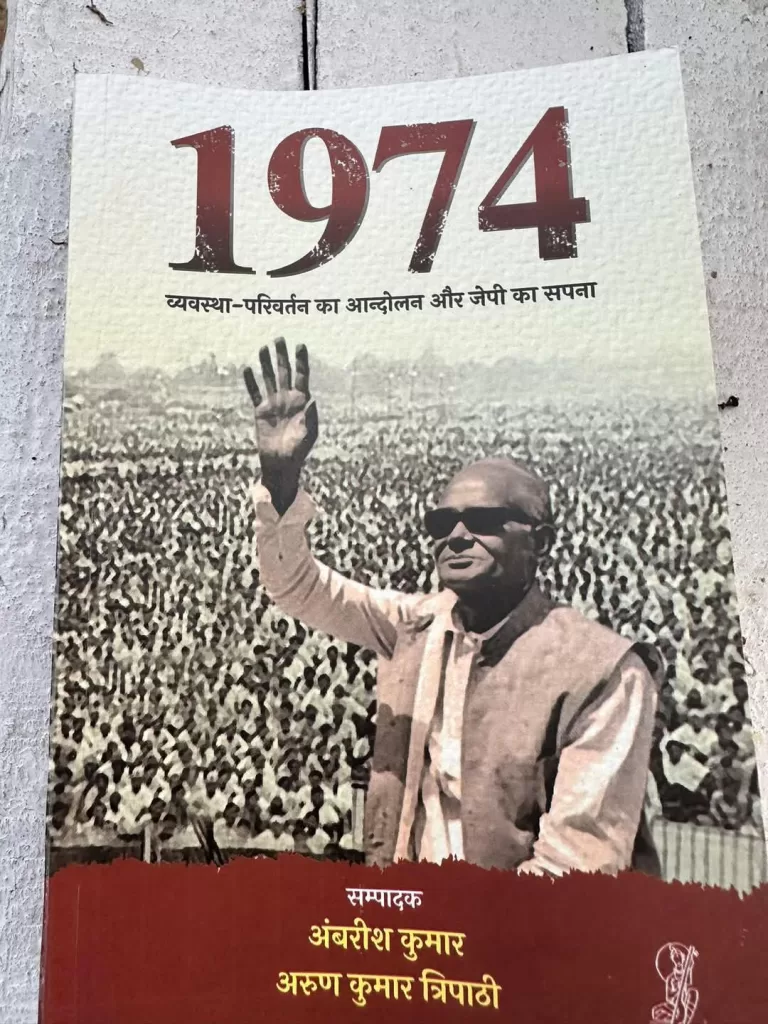 1974
व्यवस्था-परिवर्तन का आन्दोलन और जेपी का सपना
सम्पादक
अंबरीश कुमार
अरुण कुमार त्रिपाठी